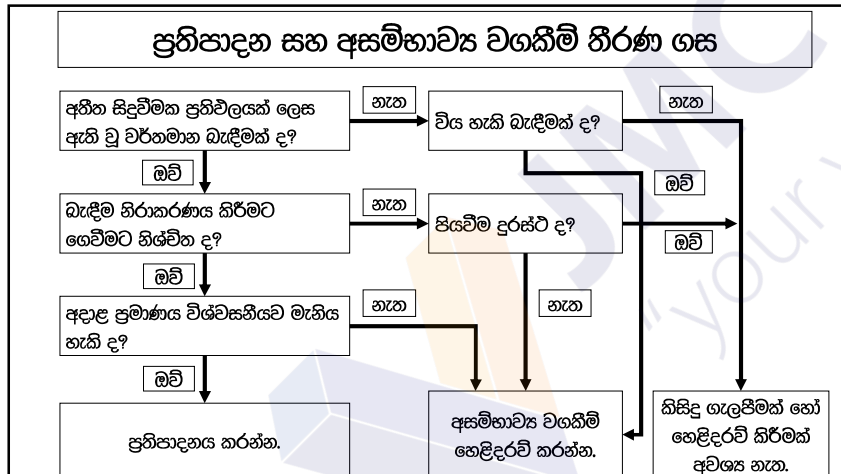 ප්‍රතිපාදන සහ අසම්භාව්‍ය වගකීම් තීරණ ගස
අතීත සිදුවීමක ප්‍රතිඵලයක් ලෙස
ඇති වූ වර්තමාන බැඳීමක් ද?
නැත
විය හැකි බැඳීමක් ද?
නැත
ඔව්
ඔව්
බැඳීම නිරාකරණය කිරීමට
ගෙවීමට නිශ්චිත ද?
නැත
පියවීම දුරස්ථ ද?
ඔව්
ඔව්
අදාළ ප්‍රමාණය විශ්වසනීයව මැනිය
හැකි ද?
නැත
නැත
ඔව්
ප්‍රතිපාදනය කරන්න.
අසම්භාව්‍ය වගකීම්
හෙළිදරව් කරන්න.
කිසිදු ගැලපීමක් හෝ
හෙළිදරව් කිරීමක්
අවශ්‍ය නැත.
JMC
"your